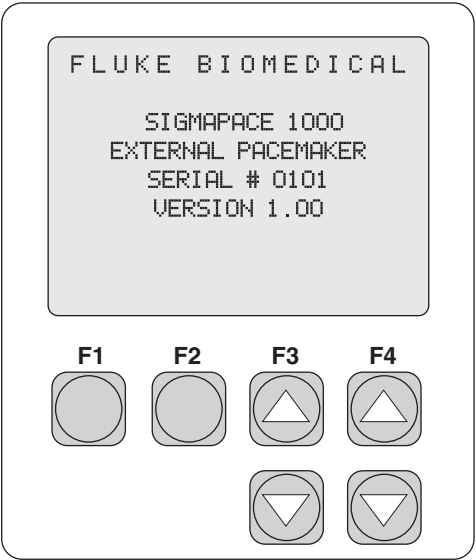 FLUKE BIOMEDICAL
SIGMAPACE 1000
EXTERNAL PACEMAKER
SERIAL # 0101
VERSION 1.00
F1 F2 F3 F4